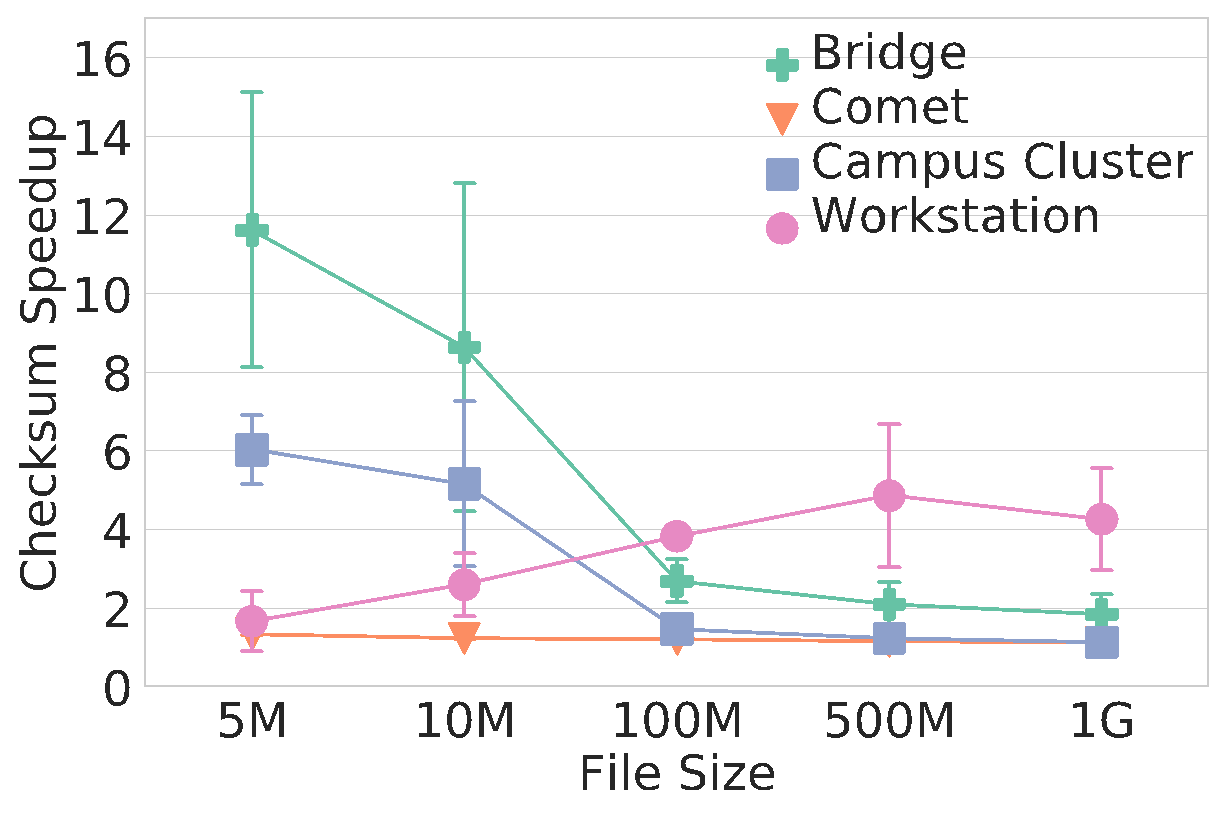 Checksum Speedup
16
14
12
10
8
6
4
2
0
Bridge
Comet
Campus Cluster
Workstation
5M 10M 100M 500M 1G
File Size